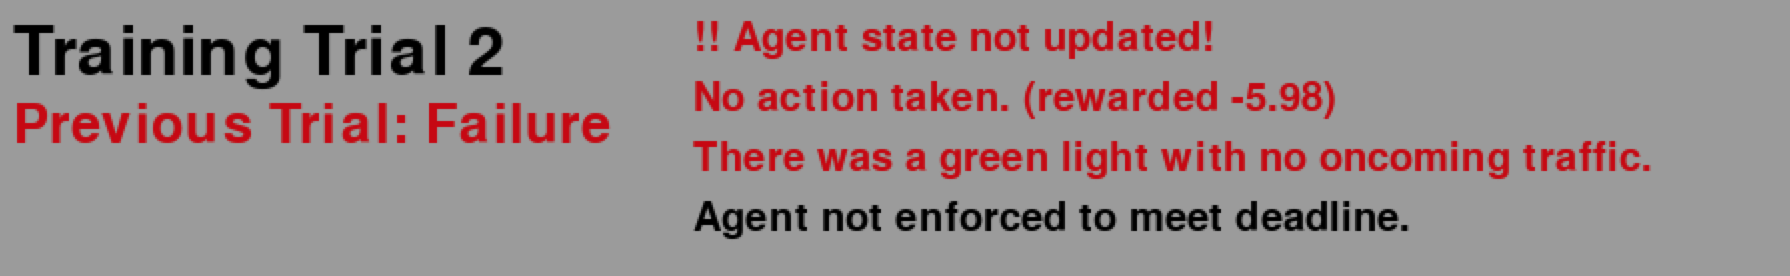 Training Trial 2
Previous Trial: Failure
!! Agent state not updated!
No action taken. (rewarded -5.98)
There was a green light with no oncoming traffic.
Agent not enforced to meet deadline.